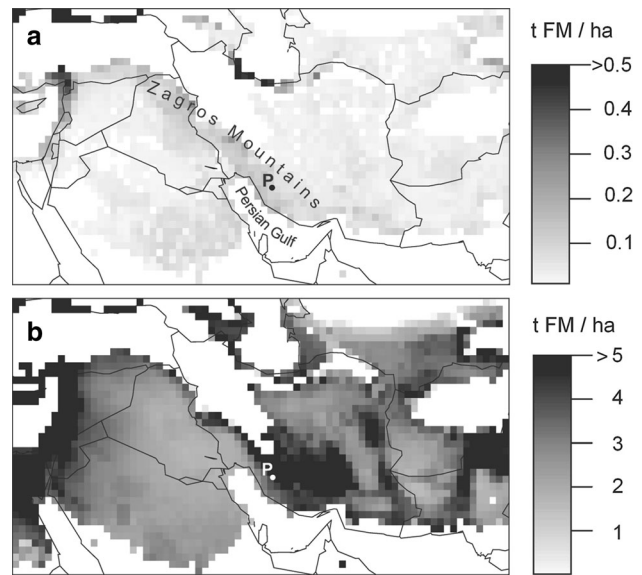 a
t FM / ha
>0.5
0.4
0.3
0.2
0.1
Zagros Mountains
P
Persian Gulf
b
t FM / ha
> 5
4
3
2
1
P